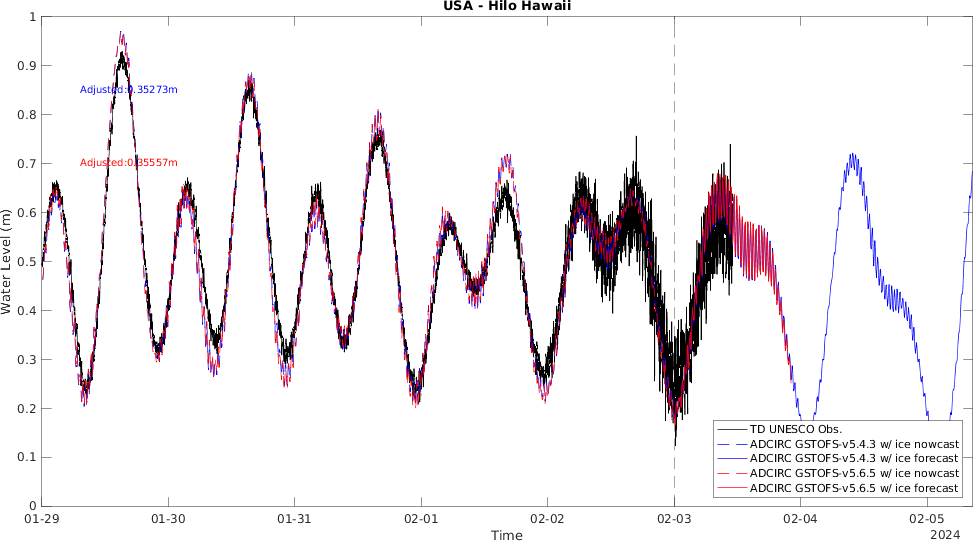 USA - Hilo Hawaii
1
0.9
0.8
0.7
0.6
0.5
0.4
0.3
0.2
0.1
0
Water Level (m)
Adjusted:0.35273m
Adjusted:0.35557m
TD UNESCO Obs.
ADCIRC GSTOFS-v5.4.3 w/ ice nowcast
ADCIRC GSTOFS-v5.4.3 w/ ice forecast
ADCIRC GSTOFS-v5.6.5 w/ ice nowcast
ADCIRC GSTOFS-v5.6.5 w/ ice forecast
01-29 01-30 01-31 02-01 02-02 02-03 02-04 02-05
Time
2024